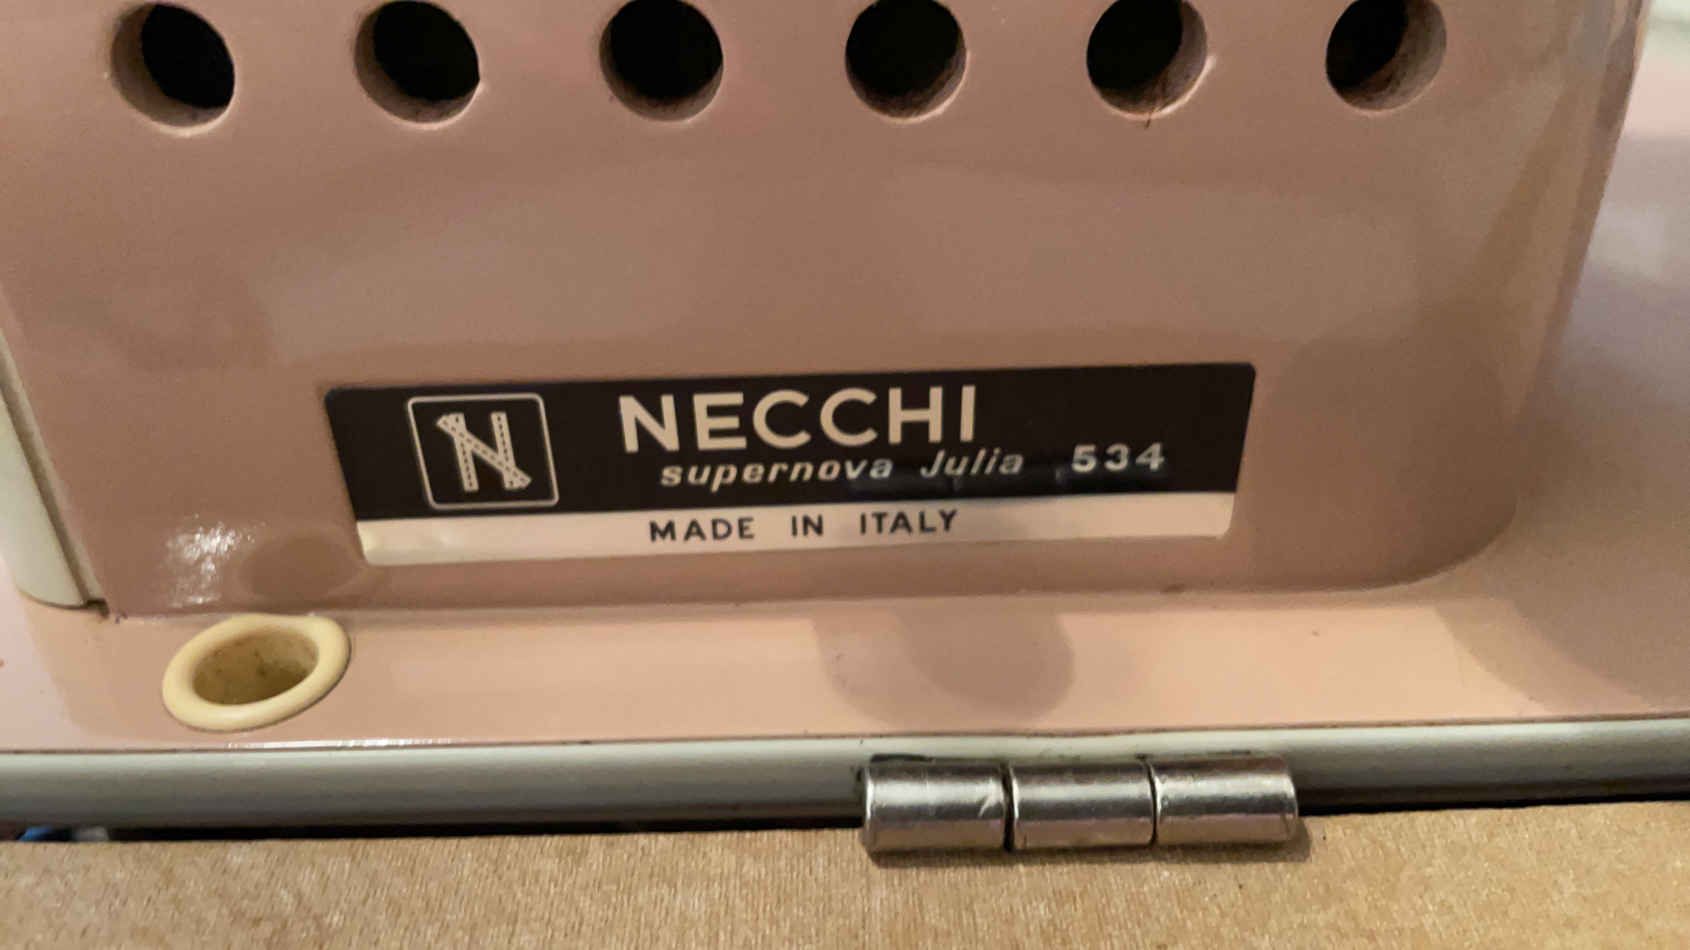 N
NECCHI
supernova Julia 534
MADE IN ITALY